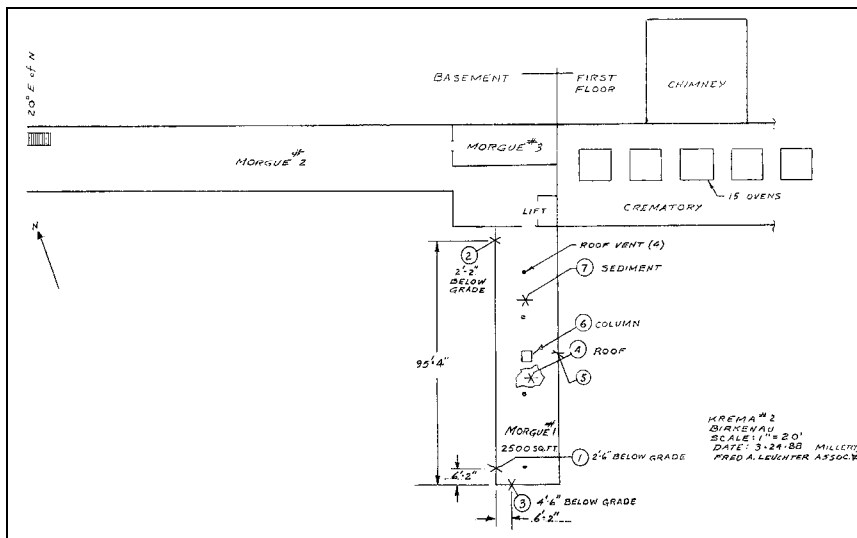 20° E of N
BASEMENT
FIRST
FLOOR
CHIMNEY
MORGUE #2
MORGUE #3
15 OVENS
CREMATORY
LIFT
N
ROOF VENT (4)
2
2'-2"
BELOW
GRADE
7 SEDIMENT
6 COLUMN
4 ROOF
95'-4"
5
MORGUE #1
2500 SQ.FT.
KREMA #2
BIRKENAU
SCALE: 1" = 20'
DATE: 3-24-88
FRED A. LEUCHTER ASSOC.
1 2'-6" BELOW GRADE
6'-2"
3 4'-6" BELOW GRADE
6'-2"